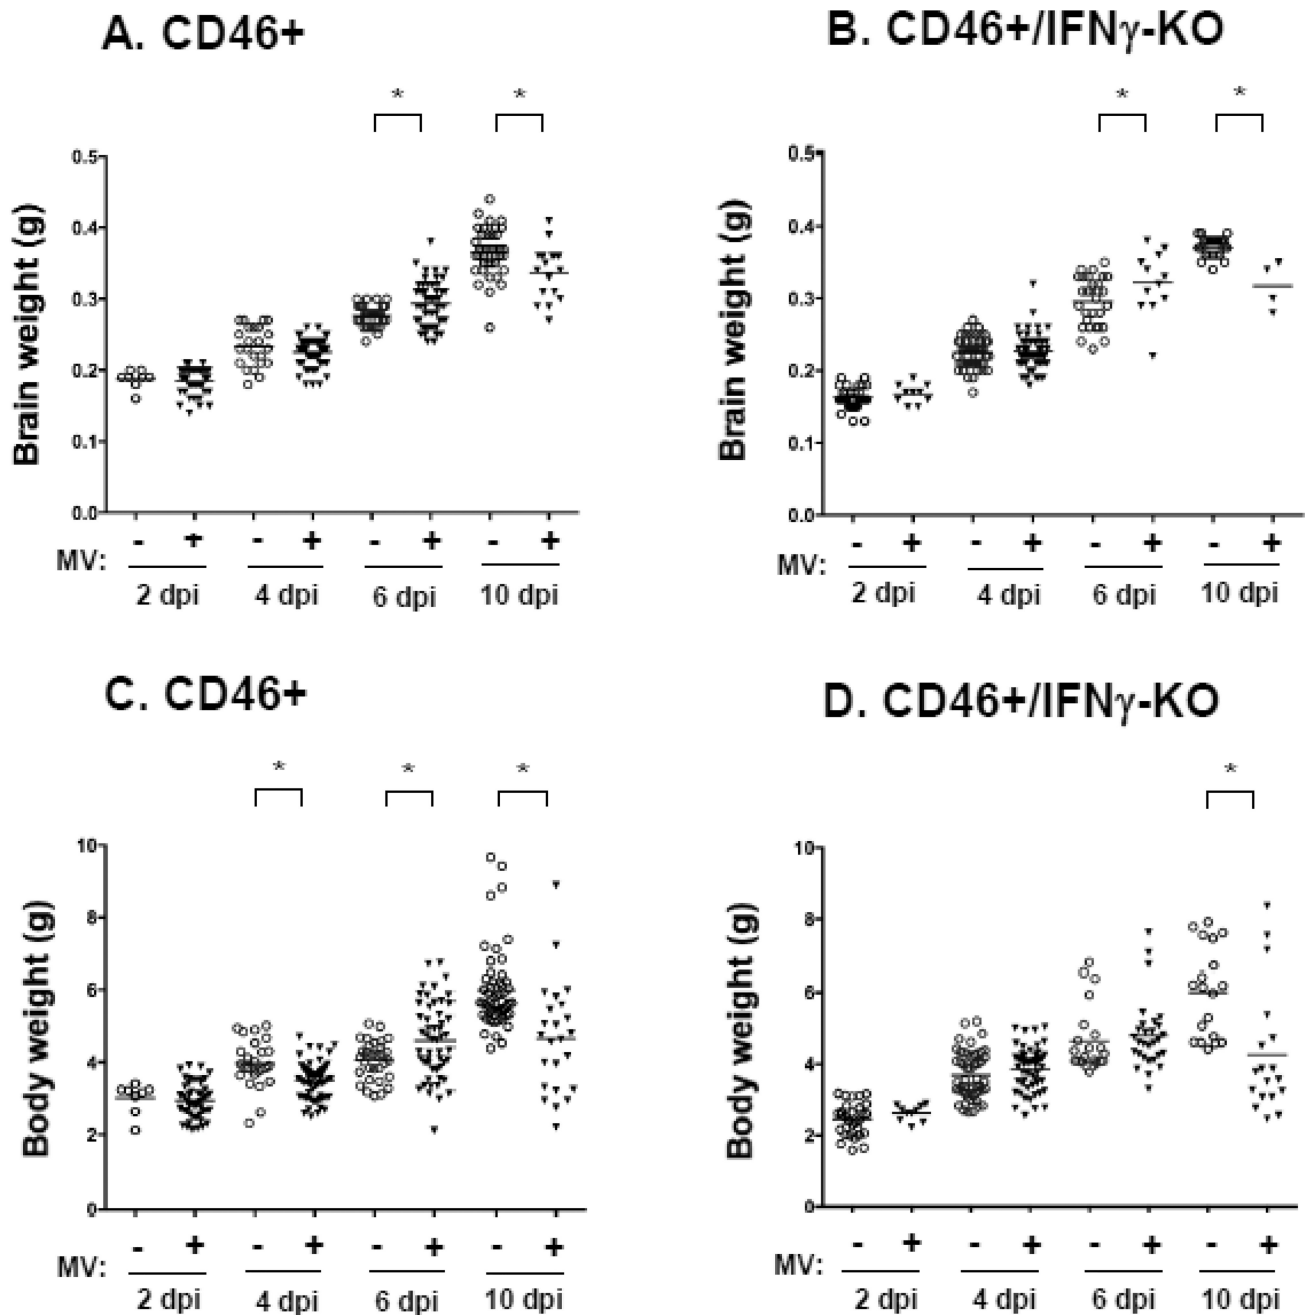 A. CD46+
B. CD46+/IFNγ-KO
* *
* *
Brain weight (g)
0.5
0.4
0.3
0.2
0.1
0.0
Brain weight (g)
0.5
0.4
0.3
0.2
0.1
0.0
MV: - + - + - + - +
2 dpi 4 dpi 6 dpi 10 dpi
MV: - + - + - + - +
2 dpi 4 dpi 6 dpi 10 dpi
C. CD46+
D. CD46+/IFNγ-KO
* * *
*
Body weight (g)
10
8
6
4
2
0
Body weight (g)
10
8
6
4
2
0
MV: - + - + - + - +
2 dpi 4 dpi 6 dpi 10 dpi
MV: - + - + - + - +
2 dpi 4 dpi 6 dpi 10 dpi